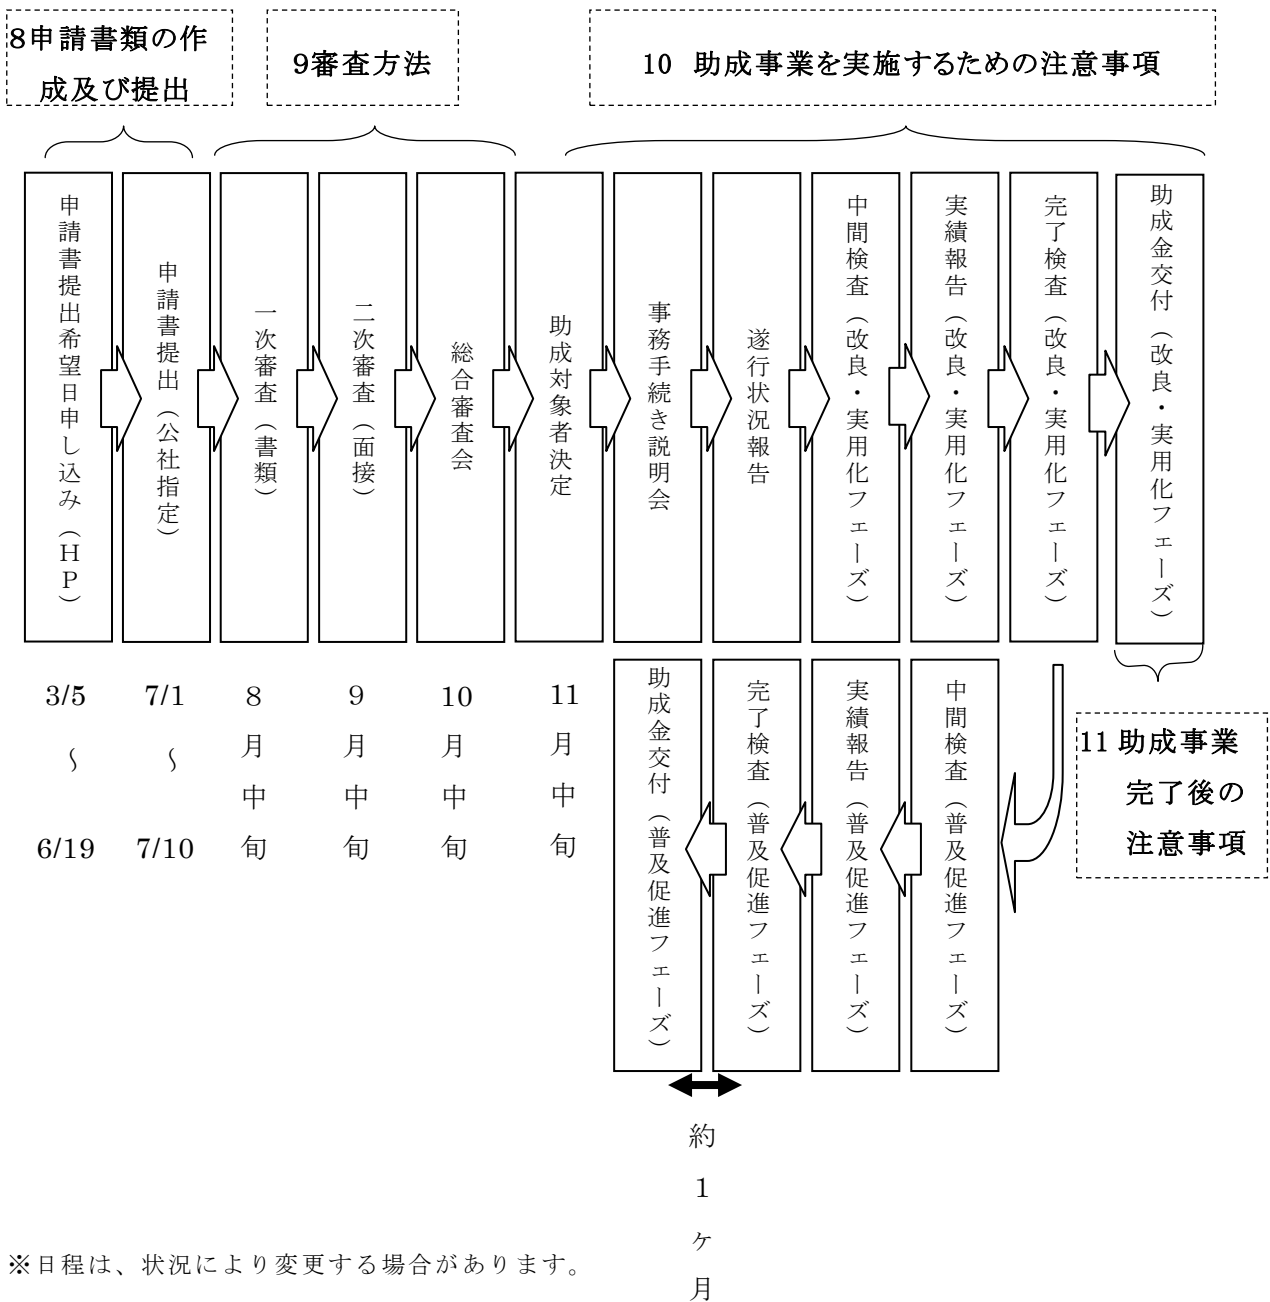 8申請書類の作
成及び提出
9審査方法
10 助成事業を実施するための注意事項
申請書提出希望日申し込み（ＨＰ）
申請書提出（公社指定）
一次審査（書類）
二次審査（面接）
総合審査会
助成対象者決定
事務手続き説明会
遂行状況報告
中間検査（改良・実用化フェーズ）
実績報告（改良・実用化フェーズ）
完了検査（改良・実用化フェーズ）
助成金交付（改良・実用化フェーズ）
3/5～6/19
7/1～7/10
8月中旬
９月中旬
10月中旬
11月中旬
中間検査（普及促進フェーズ）
実績報告（普及促進フェーズ）
完了検査（普及促進フェーズ）
助成金交付（普及促進フェーズ）
11 助成事業
完了後の
注意事項
約1ヶ月
※日程は、状況により変更する場合があります。